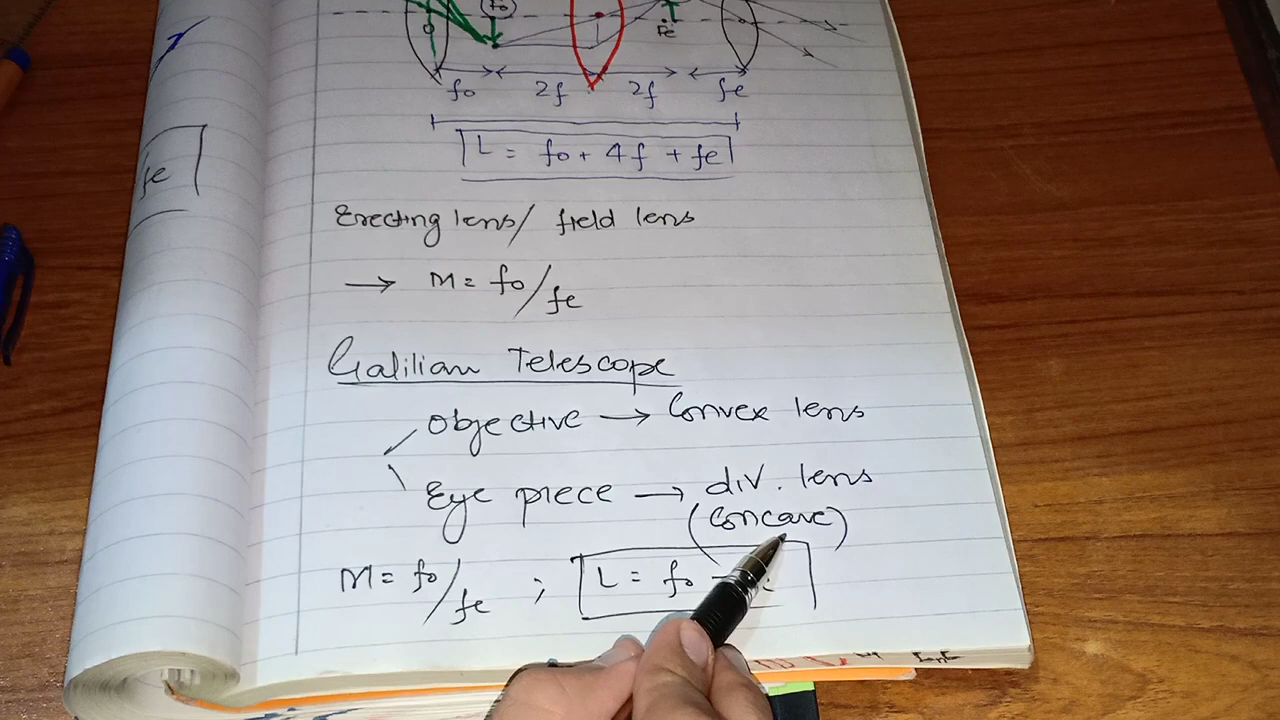 fo
Fe
fo 2f 2f fe
L = fo + 4f + fe
fe
Erecting lens/ field lens
→ M = fo/fe
Galilian Telescope
Objective → Convex lens
Eye piece → div. lens
(concave)
M = fo/fe ; L = fo -